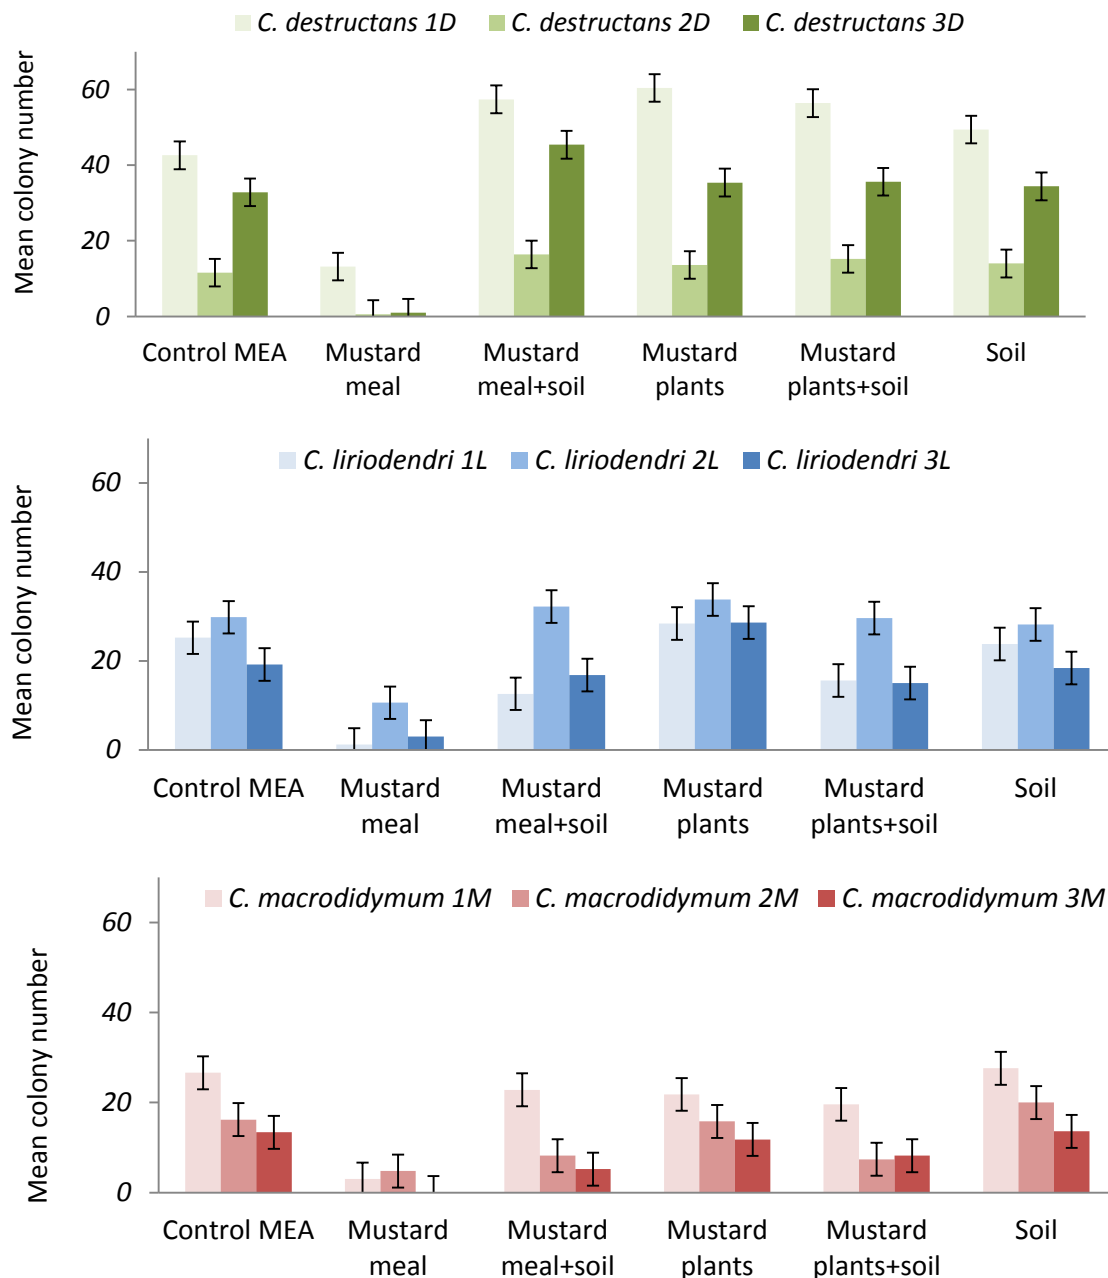 C. destructans 1D C. destructans 2D C. destructans 3D
Mean colony number
60
40
20
0
Control MEA Mustard meal Mustard meal+soil Mustard plants Mustard plants+soil Soil
C. liriodendri 1L C. liriodendri 2L C. liriodendri 3L
Mean colony number
60
40
20
0
Control MEA Mustard meal Mustard meal+soil Mustard plants Mustard plants+soil Soil
C. macrodidymum 1M C. macrodidymum 2M C. macrodidymum 3M
Mean colony number
60
40
20
0
Control MEA Mustard meal Mustard meal+soil Mustard plants Mustard plants+soil Soil